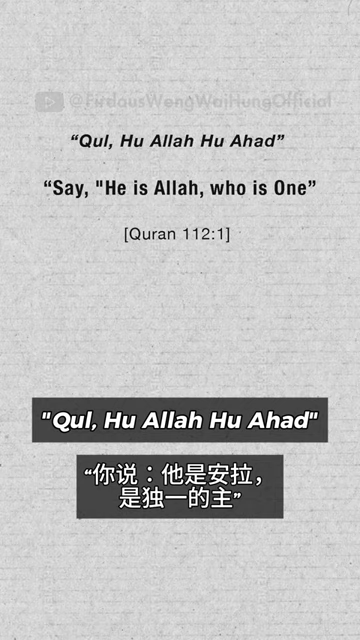 @FirdausWongWaiHungOfficial
“Qul, Hu Allah Hu Ahad”
“Say, "He is Allah, who is One”
[Quran 112:1]
"Qul, Hu Allah Hu Ahad"
“你说：他是安拉，
是独一的主”